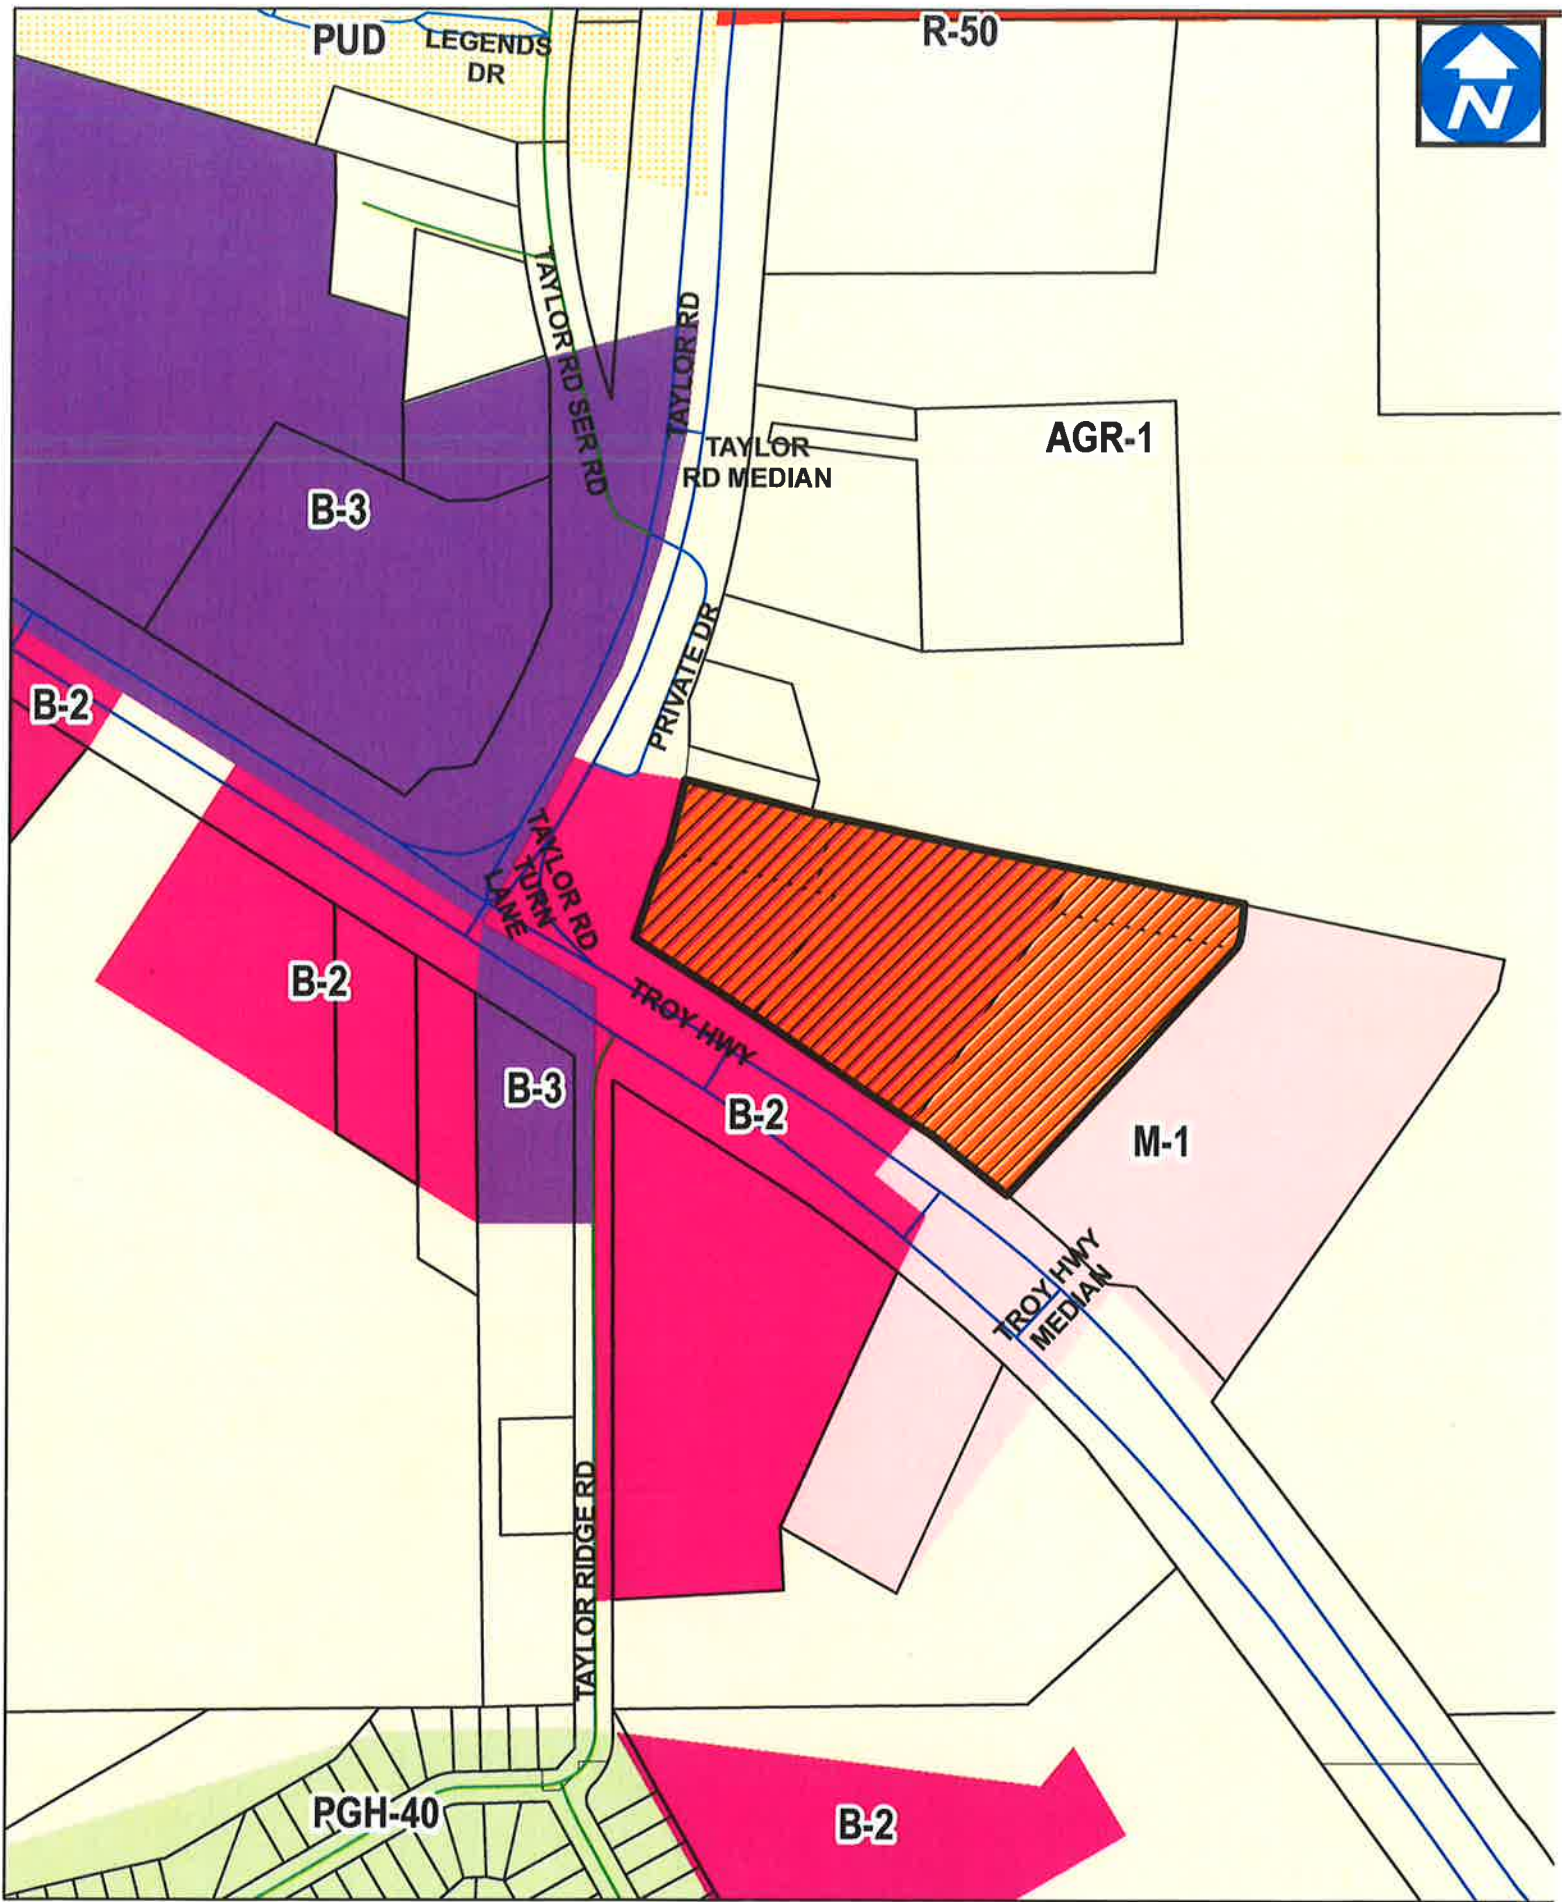 PUD
LEGENDS
DR
R-50
N
TAYLOR RD SER RD
TAYLOR RD
TAYLOR
RD MEDIAN
AGR-1
B-3
PRIVATE DR
B-2
TAYLOR RD
TURN
LANE
B-2
TROY HWY
B-3
B-2
M-1
TROY HWY
MEDIAN
TAYLOR RIDGE RD
PGH-40
B-2